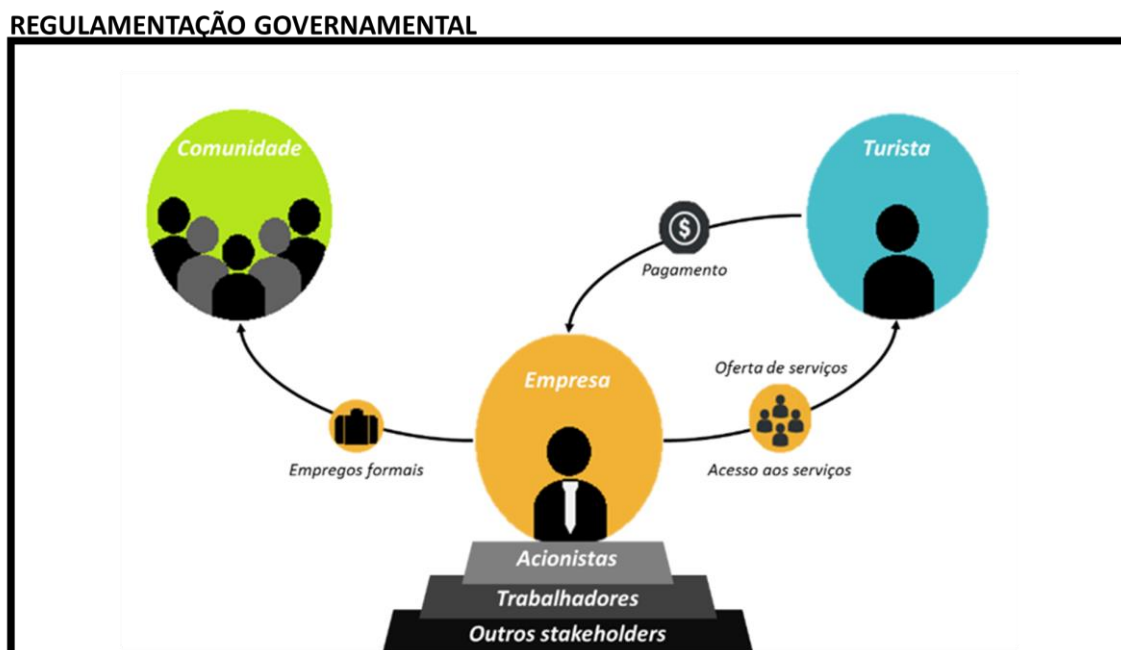 REGULAMENTAÇÃO GOVERNAMENTAL
Comunidade
Turista
$
Pagamento
Empresa
Oferta de serviços
Empregos formais
Acesso aos serviços
Acionistas
Trabalhadores
Outros stakeholders